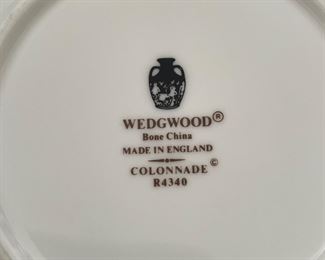 WEDGWOOD®
Bone China
MADE IN ENGLAND
COLONNADE©
R4340